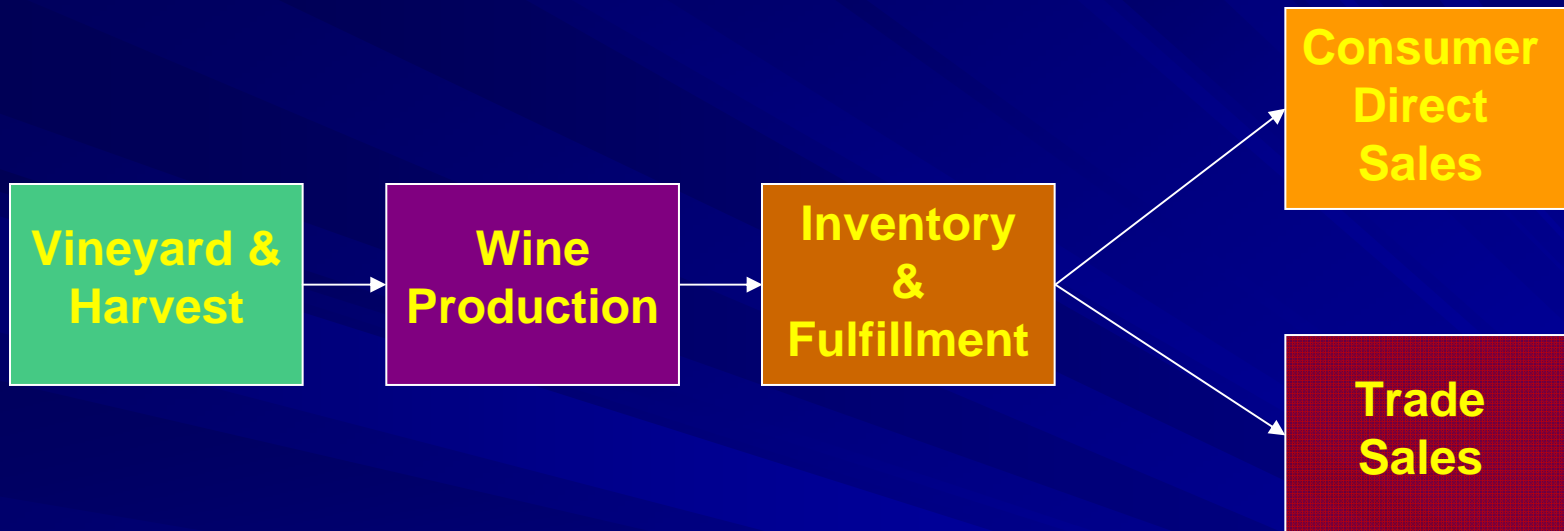 Vineyard &
Harvest
Wine
Production
Inventory
&
Fulfillment
Consumer
Direct
Sales
Trade
Sales